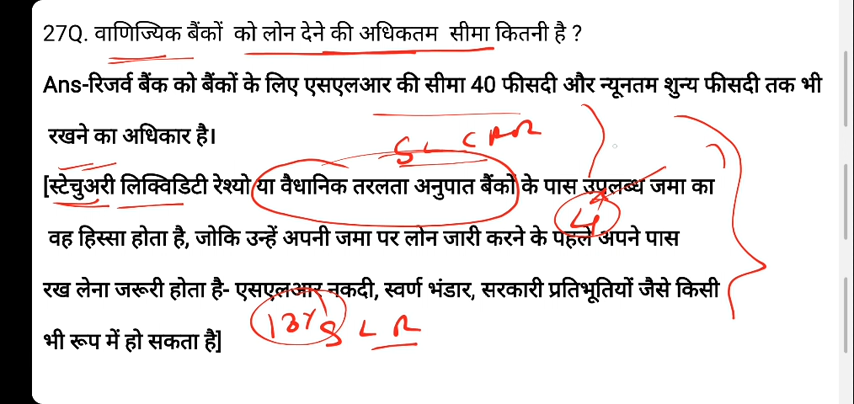 27Q. वाणिज्यिक बैंकों को लोन देने की अधिकतम सीमा कितनी है ?
Ans-रिजर्व बैंक को बैंकों के लिए एसएलआर की सीमा 40 फीसदी और न्यूनतम शुन्य फीसदी तक भी
रखने का अधिकार है।
[स्टेचुअरी लिक्विडिटी रेश्यो या वैधानिक तरलता अनुपात बैंकों के पास उपलब्ध जमा का
वह हिस्सा होता है, जोकि उन्हें अपनी जमा पर लोन जारी करने के पहले अपने पास
रख लेना जरूरी होता है- एसएलआर नकदी, स्वर्ण भंडार, सरकारी प्रतिभूतियों जैसे किसी
SLR
भी रूप में हो सकता है]